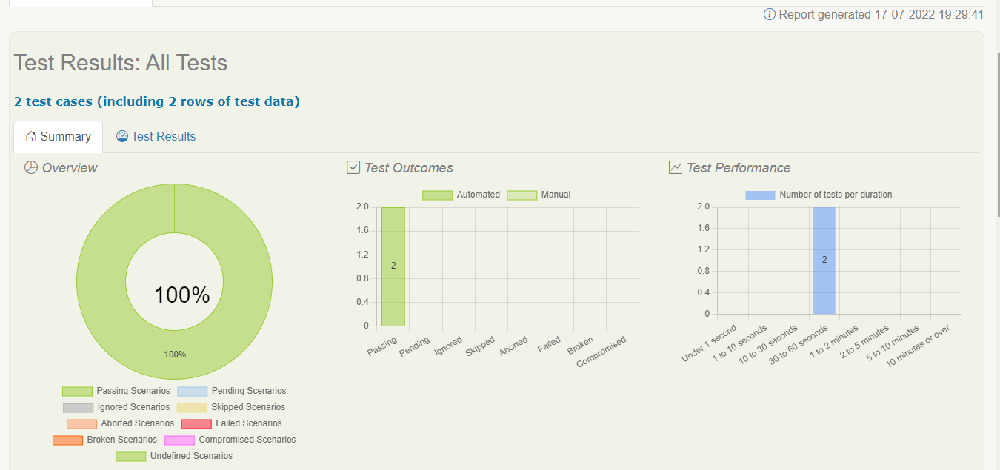 Report generated 17-07-2022 19:29:41
Test Results: All Tests
2 test cases (including 2 rows of test data)
Summary
Test Results
Overview
100%
100%
Passing Scenarios
Pending Scenarios
Ignored Scenarios
Skipped Scenarios
Aborted Scenarios
Failed Scenarios
Broken Scenarios
Compromised Scenarios
Undefined Scenarios
Test Outcomes
Automated
Manual
2.0
1.6
1.2
0.8
0.4
0
2
Passing
Pending
Ignored
Skipped
Aborted
Failed
Broken
Compromised
Test Performance
Number of tests per duration
2.0
1.6
1.2
0.8
0.4
0
2
Under 1 second
1 to 10 seconds
10 to 30 seconds
30 to 60 seconds
1 to 2 minutes
2 to 5 minutes
5 to 10 minutes
10 minutes or over